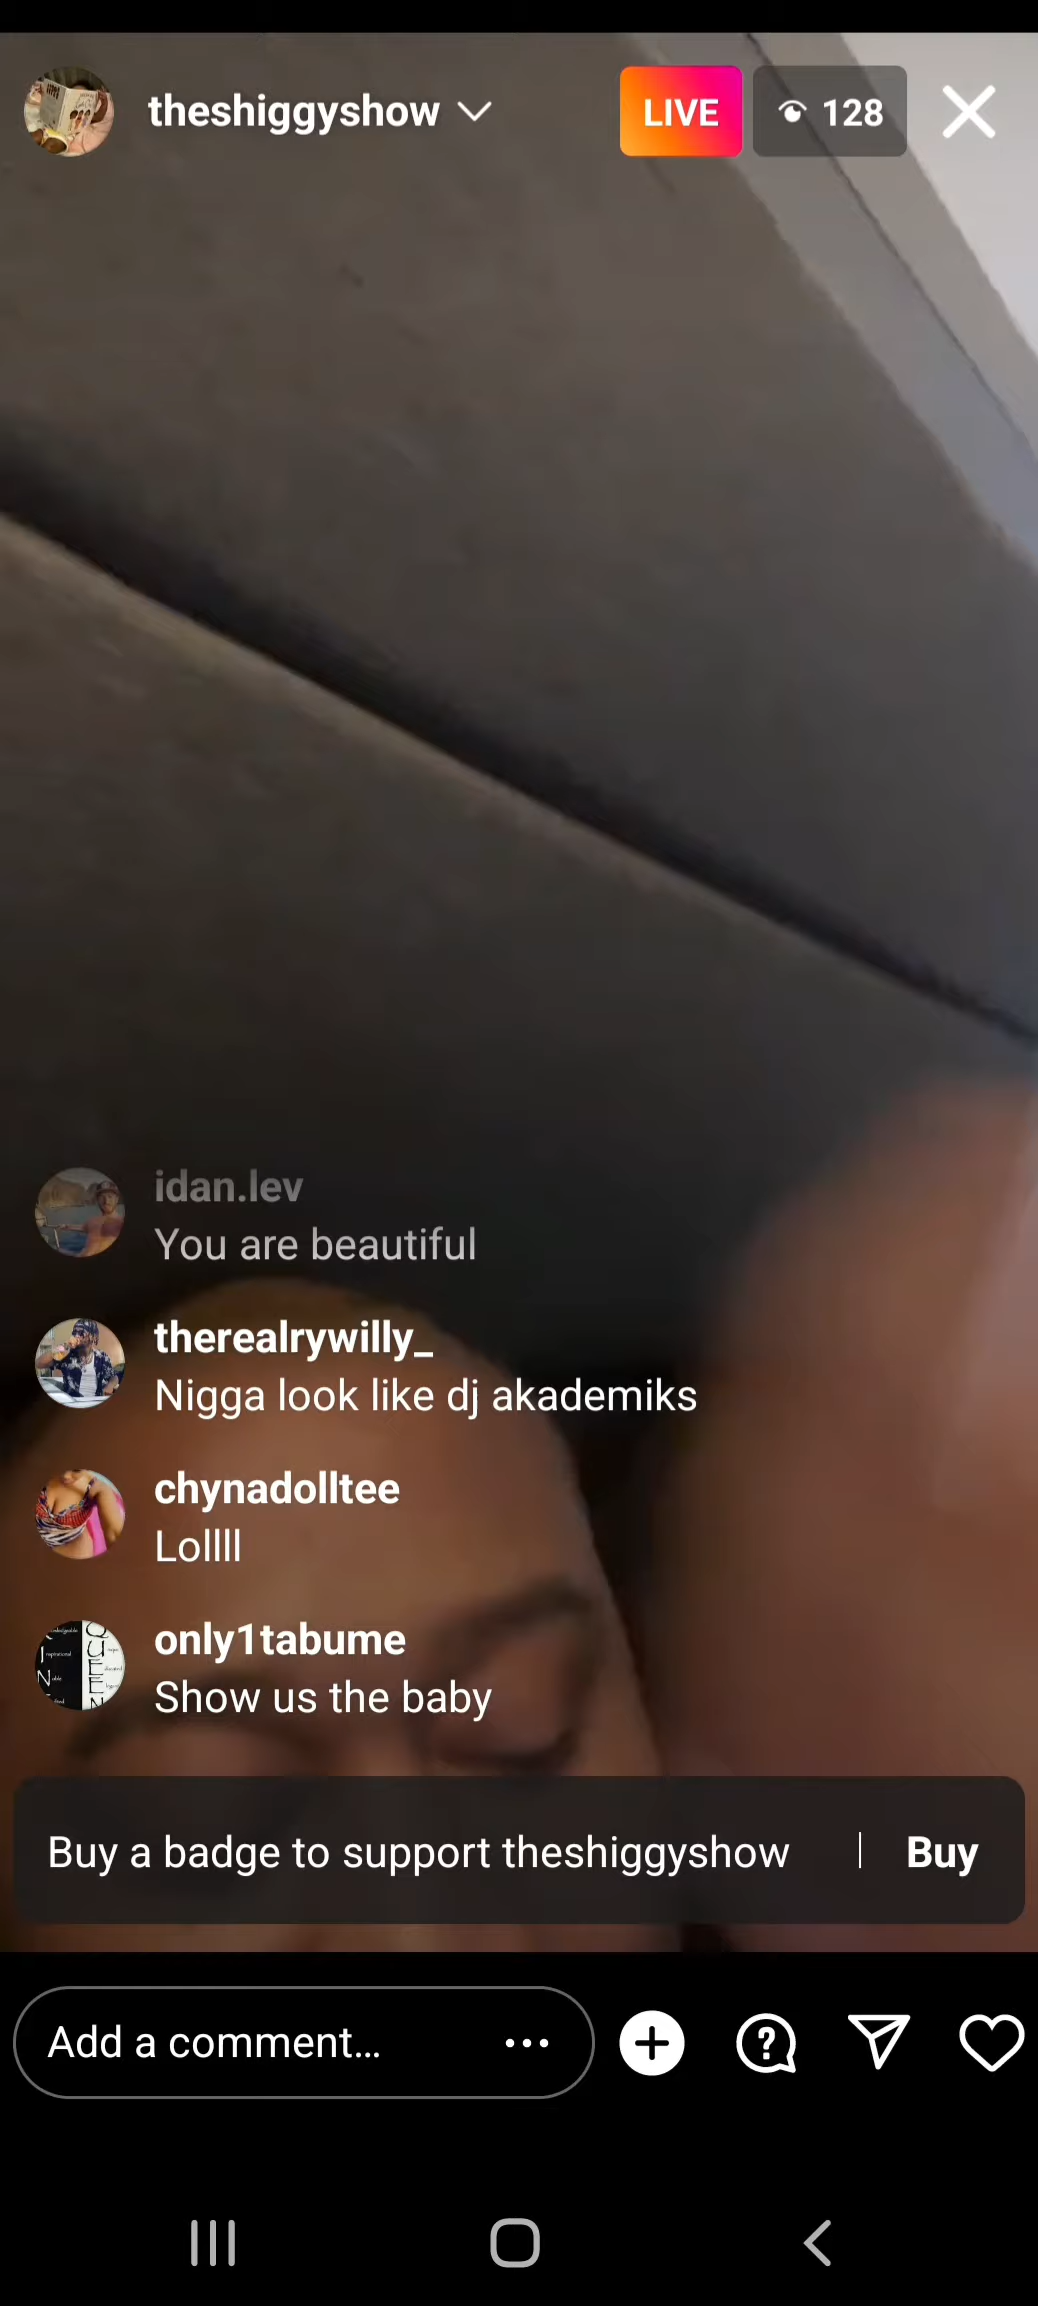 theshiggyshow
LIVE
128
idan.lev
You are beautiful
therealrywilly_
Nigga look like dj akademiks
chynadolltee
Lollll
only1tabume
Show us the baby
Buy a badge to support theshiggyshow | Buy
Add a comment...